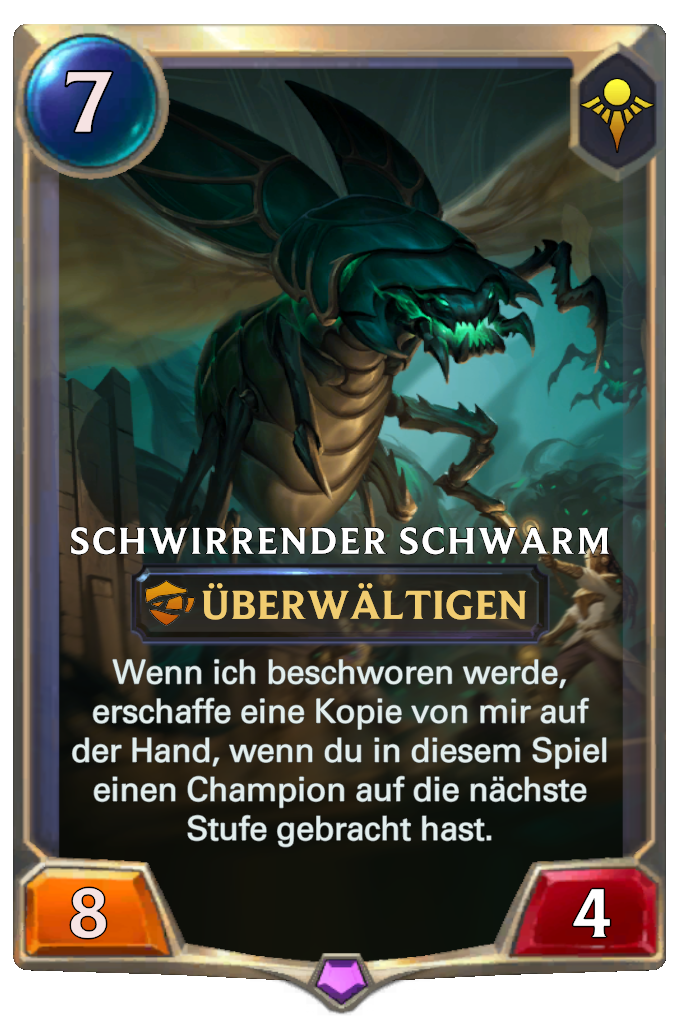 7
SCHWIRRENDER SCHWARM
ÜBERWÄLTIGEN
Wenn ich beschworen werde,
erschaffe eine Kopie von mir auf
der Hand, wenn du in diesem Spiel
einen Champion auf die nächste
Stufe gebracht hast.
8
4